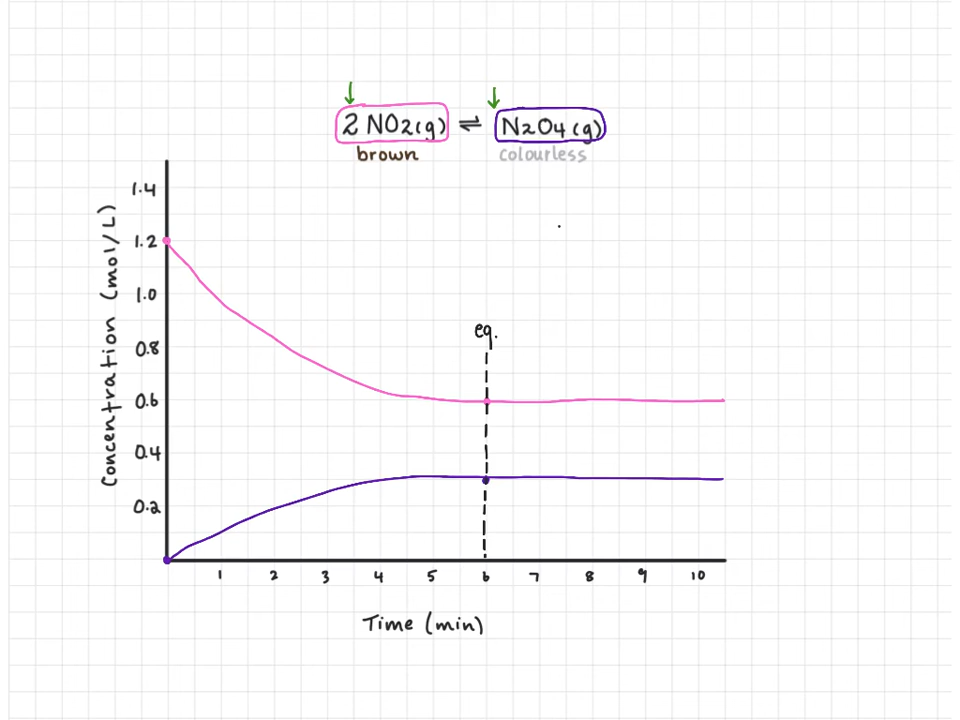 2 NO2(g) ⇌ N2O4(g)
brown colourless
Concentration (mol/L)
1.4
1.2
1.0
0.8
0.6
0.4
0.2
eq.
1 2 3 4 5 6 7 8 9 10
Time (min)